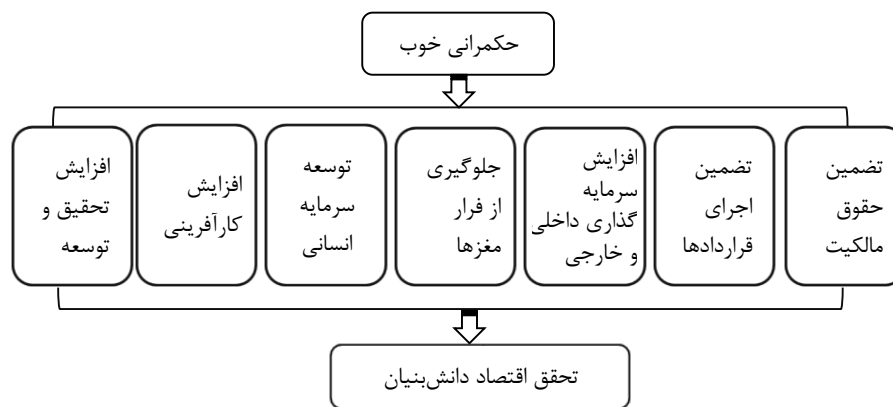 حکمرانی خوب
تضمین
حقوق
مالکیت
تضمین
اجرای
قراردادها
افزایش
سرمایه
گذاری داخلی
و خارجی
جلوگیری
از فرار
مغزها
توسعه
سرمایه
انسانی
افزایش
کارآفرینی
افزایش
تحقیق و
توسعه
تحقق اقتصاد دانش‌بنیان